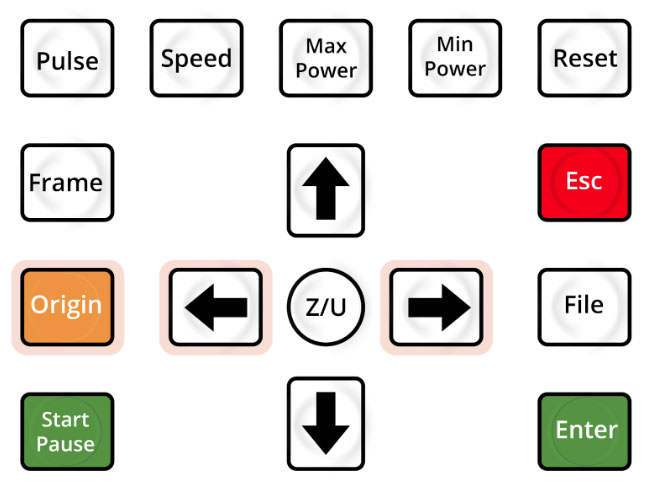 Pulse
Speed
Max
Power
Min
Power
Reset
Frame
Esc
Origin
Z/U
File
Start
Pause
Enter